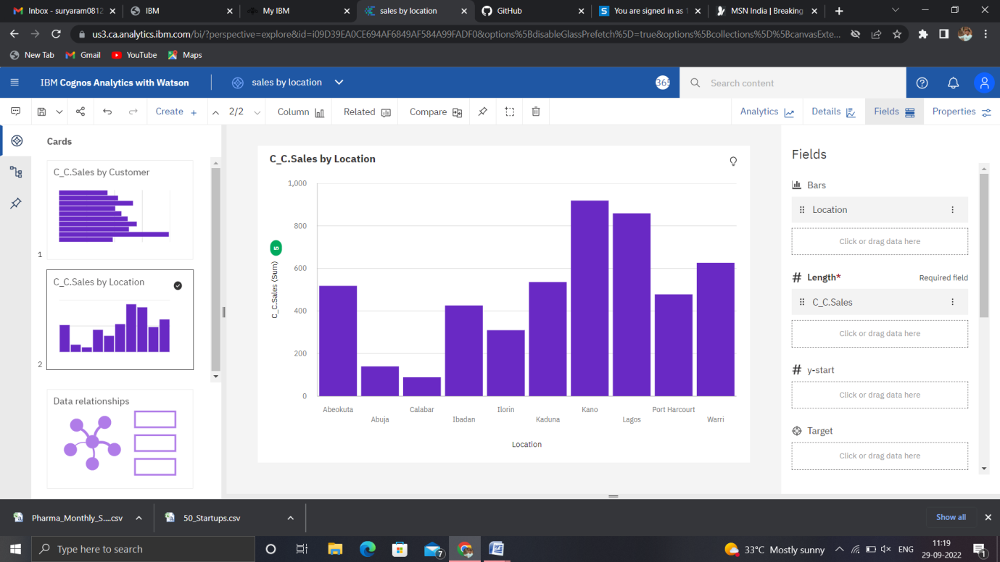 Inbox - suryaram0812
IBM
My IBM
sales by location
GitHub
You are signed in as 1
MSN India | Breaking
us3.ca.analytics.ibm.com/bi/?perspective=explore&id=i09D39EA0CE694AF6849AF584A99FADF0&options%5BdisableGlassPrefetch%5D=true&options%5Bcollections%5D%5BcanvasExte...
New Tab
Gmail
YouTube
Maps
IBM Cognos Analytics with Watson
sales by location
365
Search content
Create +
2/2
Column
Related
Compare
Analytics
Details
Fields
Properties
Cards
C_C.Sales by Customer
1
C_C.Sales by Location
2
Data relationships
C_C.Sales by Location
1,000
800
600
400
200
0
5
C_C.Sales (Sum)
Abeokuta
Abuja
Calabar
Ibadan
Ilorin
Kaduna
Kano
Lagos
Port Harcourt
Warri
Location
Fields
Bars
Location
Click or drag data here
# Length*
Required field
C_C.Sales
Click or drag data here
# y-start
Click or drag data here
Target
Click or drag data here
Pharma_Monthly_S....csv
50_Startups.csv
Show all
Type here to search
7
33°C Mostly sunny
ENG
11:19
29-09-2022
1